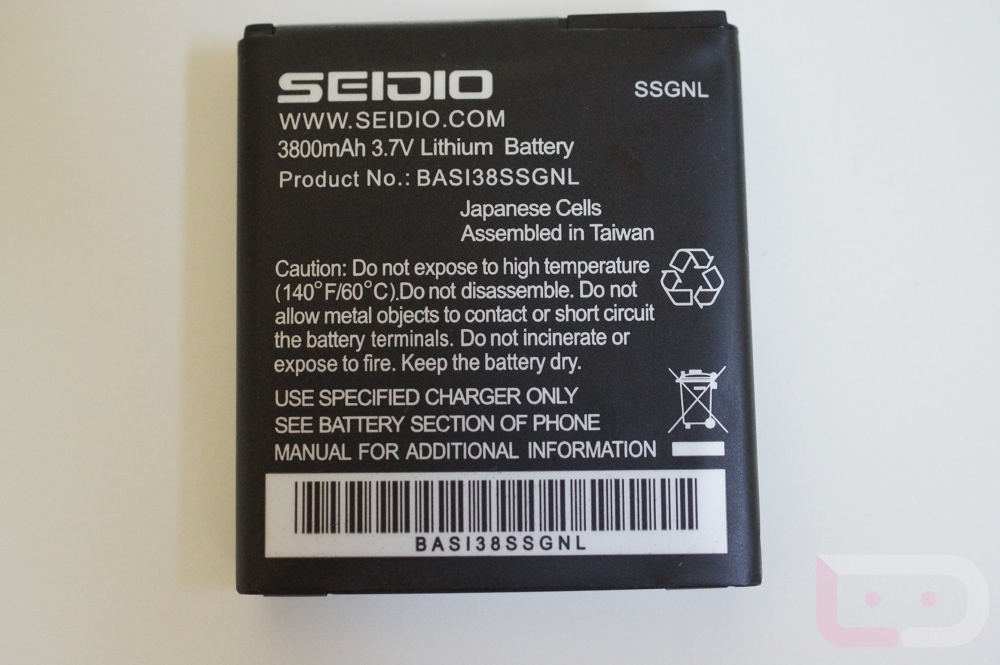 SEIDIO
SSGNL
WWW.SEIDIO.COM
3800mAh 3.7V Lithium Battery
Product No.: BASI38SSGNL
Japanese Cells
Assembled in Taiwan
Caution: Do not expose to high temperature
(140°F/60°C).Do not disassemble. Do not
allow metal objects to contact or short circuit
the battery terminals. Do not incinerate or
expose to fire. Keep the battery dry.
USE SPECIFIED CHARGER ONLY
SEE BATTERY SECTION OF PHONE
MANUAL FOR ADDITIONAL INFORMATION
BASI38SSGNL